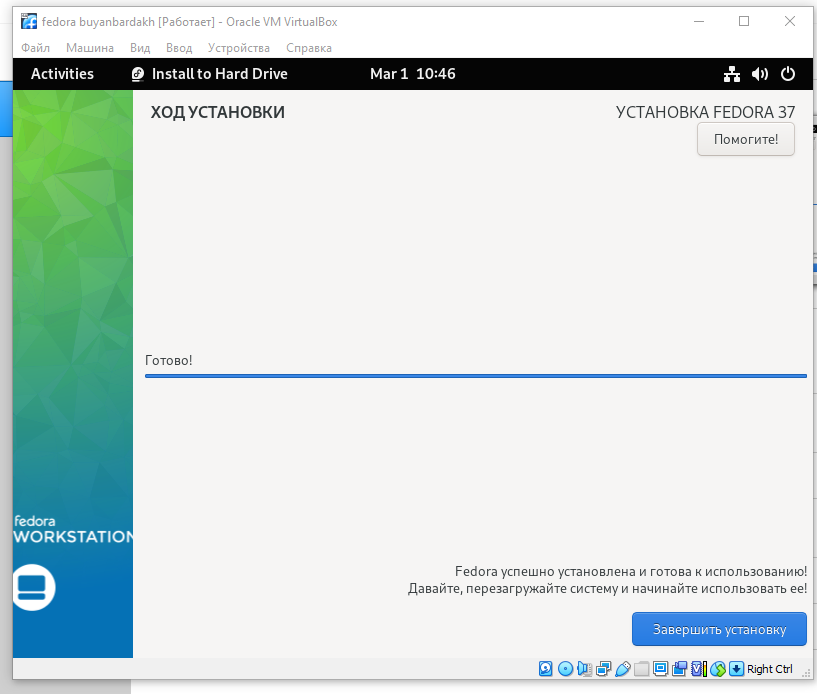 fedora buyanbardakh [Работает] - Oracle VM VirtualBox
Файл Машина Вид Ввод Устройства Справка
Activities Install to Hard Drive Mar 1 10:46
ХОД УСТАНОВКИ УСТАНОВКА FEDORA 37
Помогите!
Готово!
fedora
WORKSTATION
Fedora успешно установлена и готова к использованию!
Давайте, перезагружайте систему и начинайте использовать ее!
Завершить установку
Right Ctrl